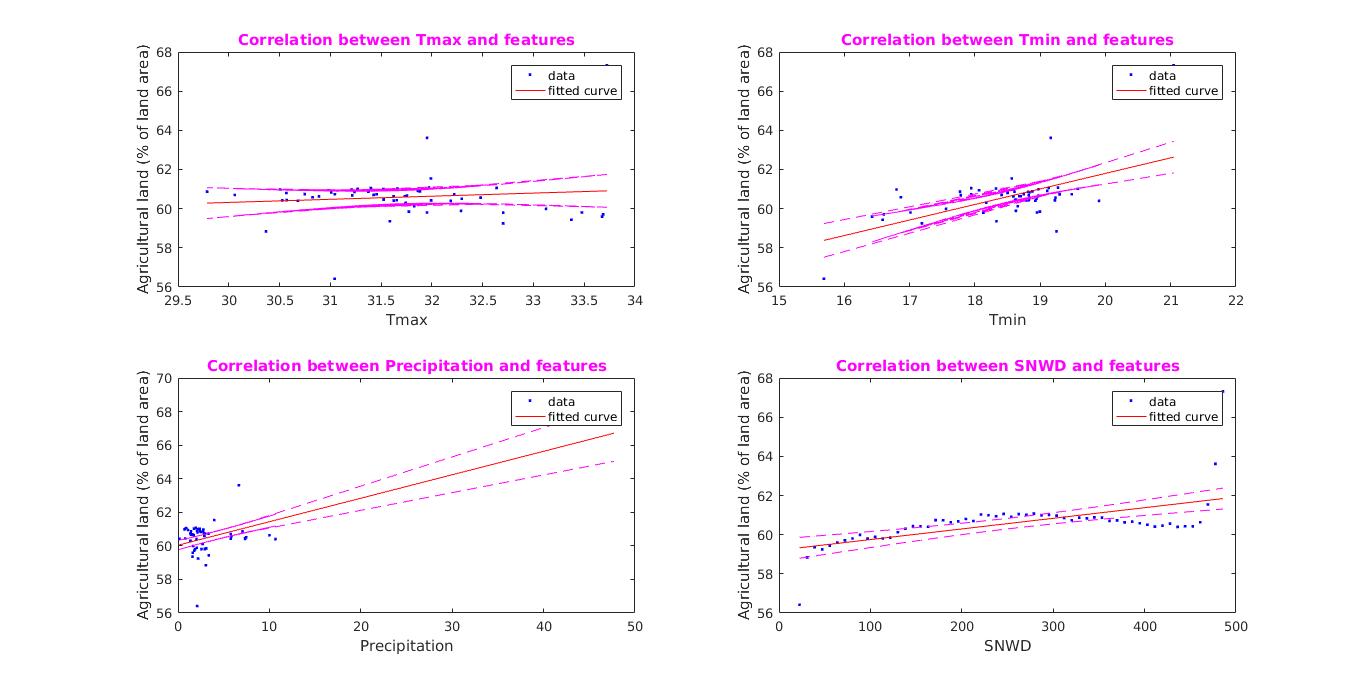 Correlation between Tmax and features
Agricultural land (% of land area)
68
66
64
62
60
58
56
data
fitted curve
29.5 30 30.5 31 31.5 32 32.5 33 33.5 34
Tmax
Correlation between Tmin and features
Agricultural land (% of land area)
68
66
64
62
60
58
56
data
fitted curve
15 16 17 18 19 20 21 22
Tmin
Correlation between Precipitation and features
Agricultural land (% of land area)
70
68
66
64
62
60
58
56
data
fitted curve
0 10 20 30 40 50
Precipitation
Correlation between SNWD and features
Agricultural land (% of land area)
68
66
64
62
60
58
56
data
fitted curve
0 100 200 300 400 500
SNWD